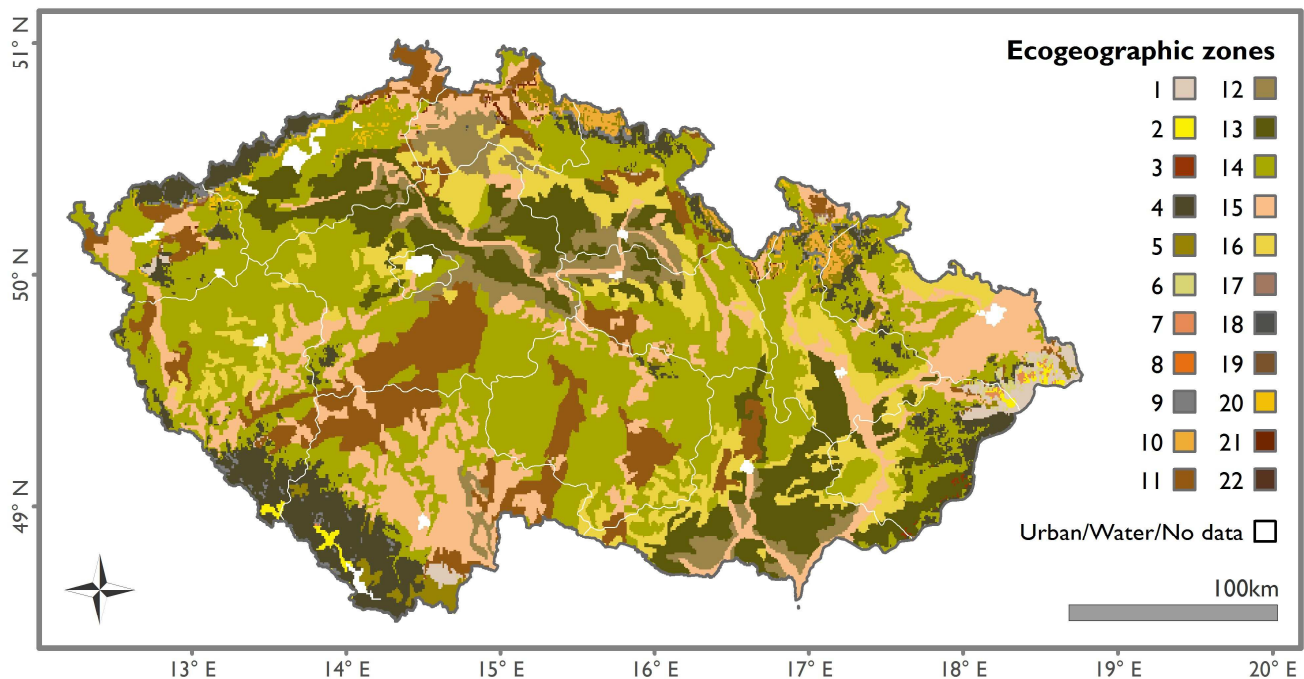 Ecogeographic zones
1 12
2 13
3 14
4 15
5 16
6 17
7 18
8 19
9 20
10 21
11 22
Urban/Water/No data
100km
51° N
50° N
49° N
13° E 14° E 15° E 16° E 17° E 18° E 19° E 20° E